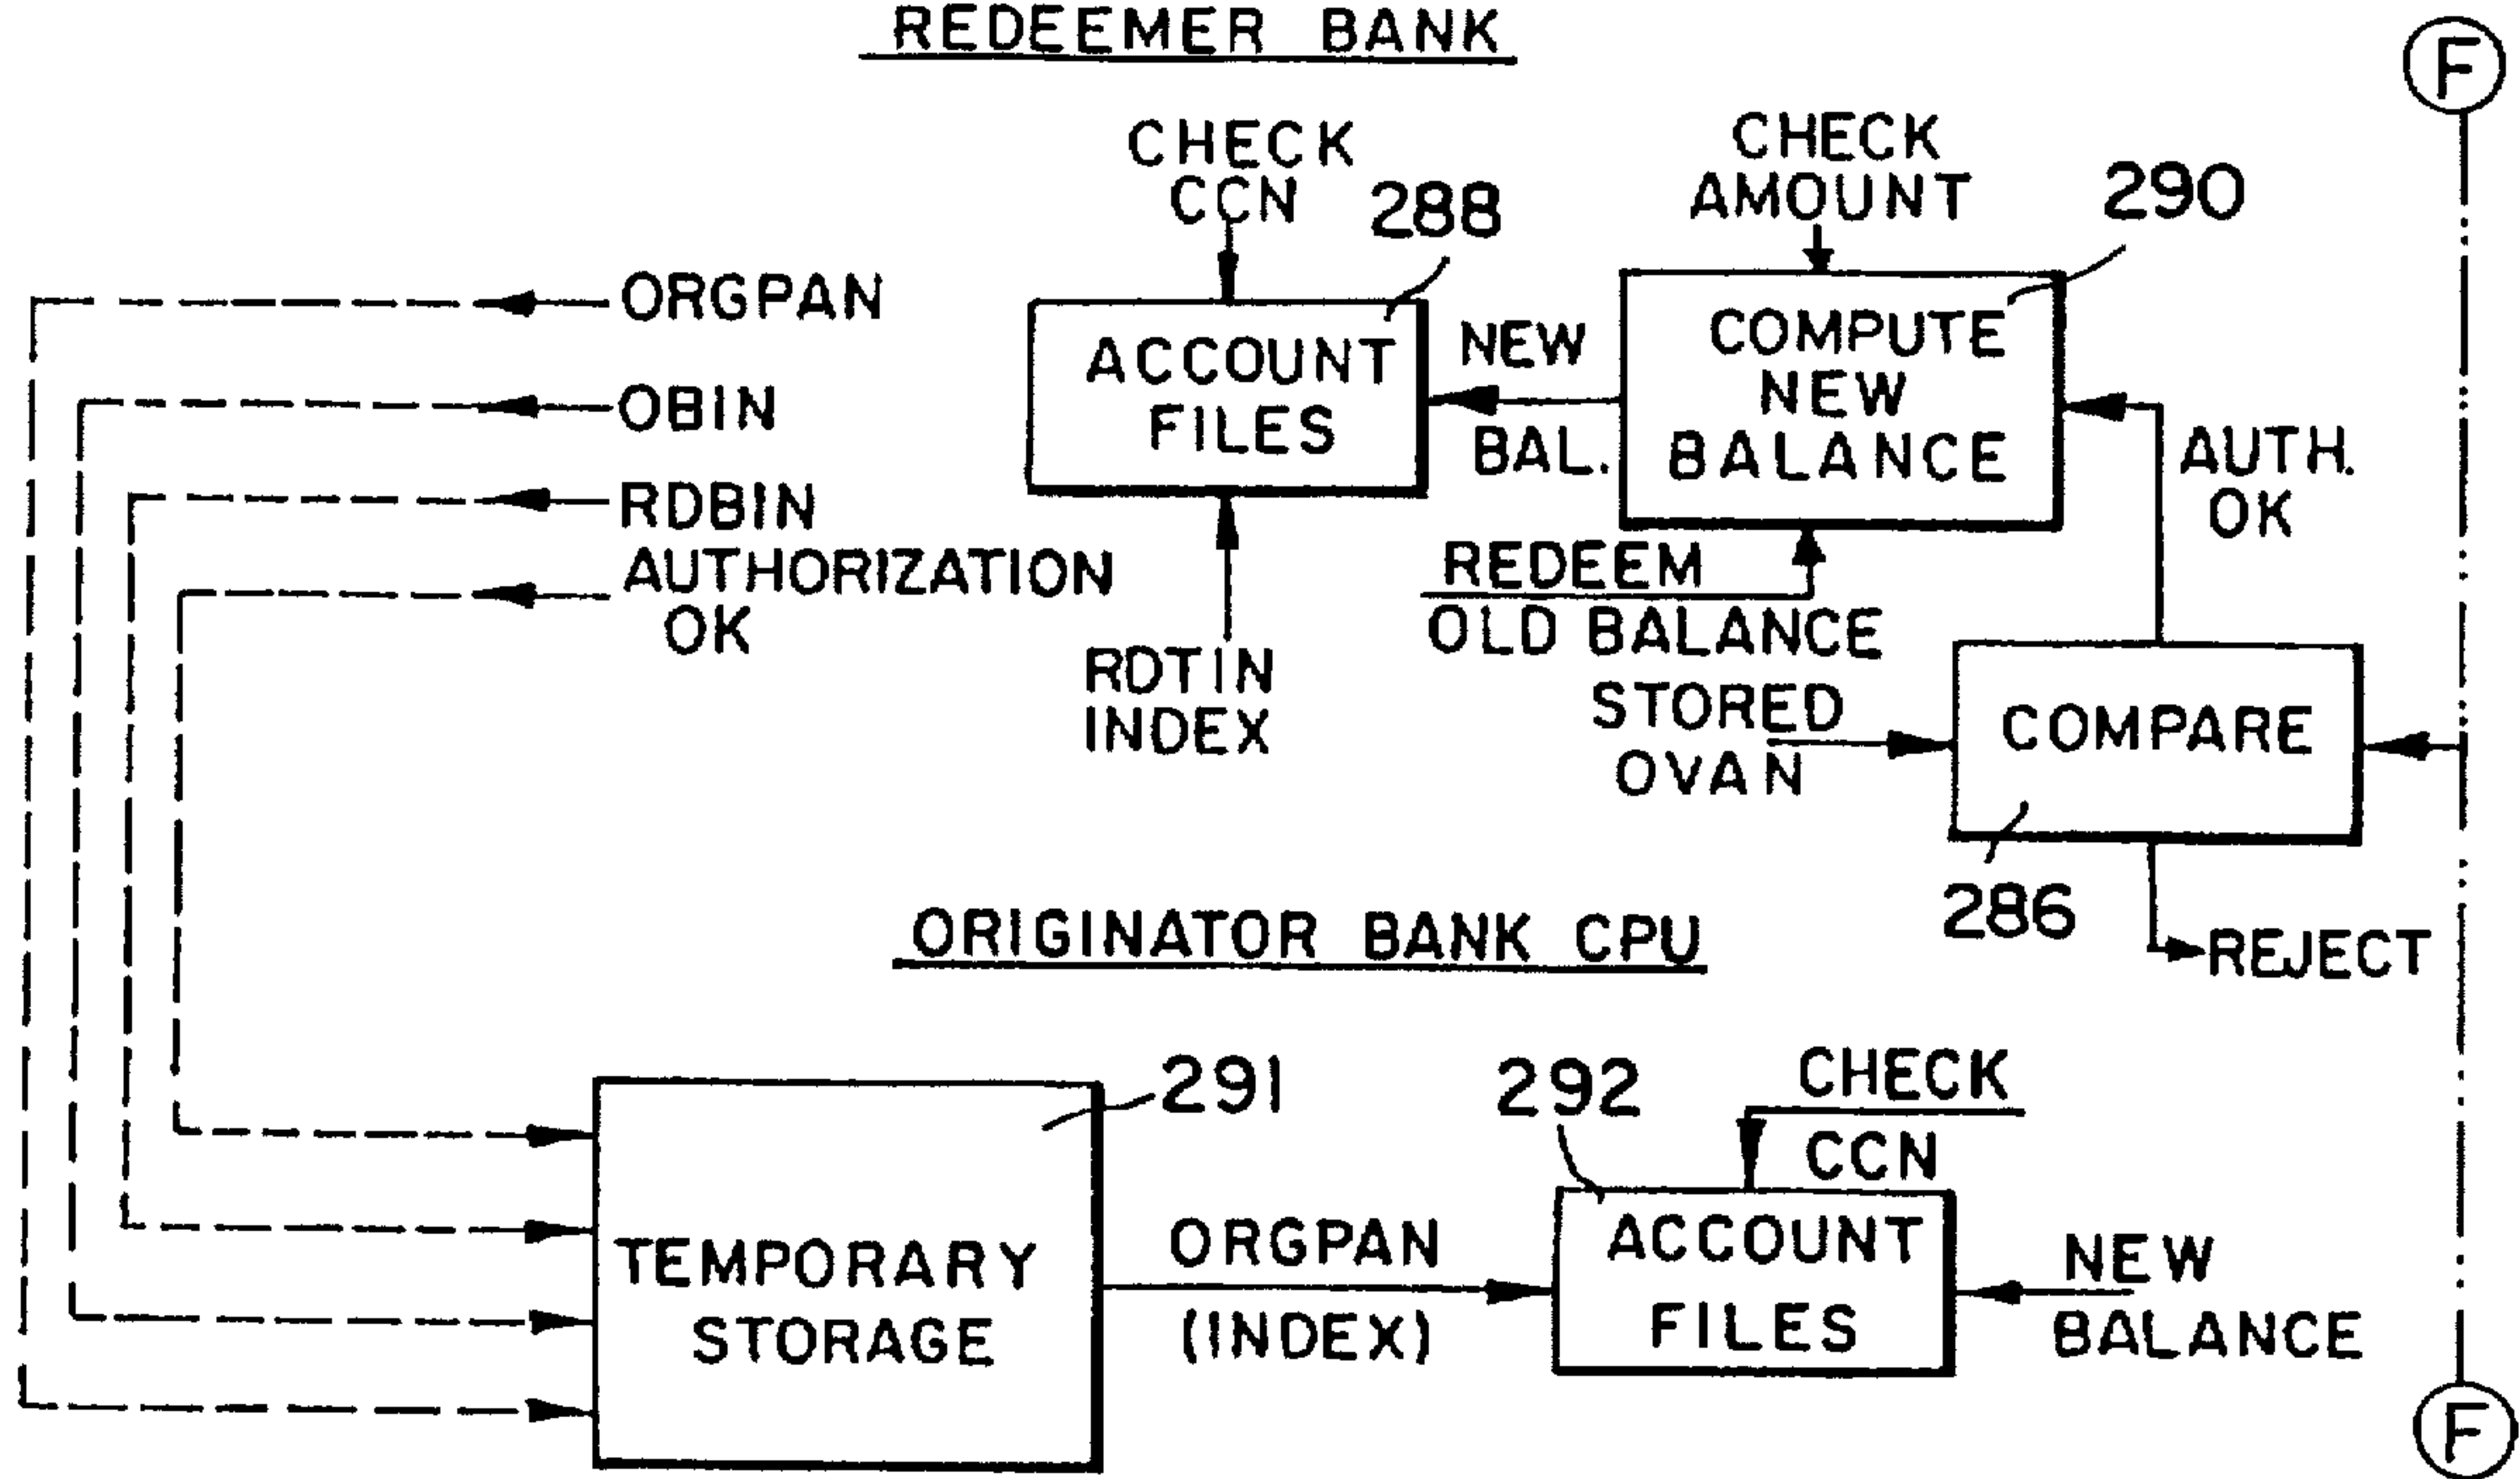 REDEEMER BANK
F
CHECK
CCN
288
CHECK
AMOUNT
290
ORGPAN
OBIN
RDBIN
AUTHORIZATION
OK
ACCOUNT
FILES
NEW
BAL.
COMPUTE
NEW
BALANCE
AUTH.
OK
RDTIN
INDEX
REDEEM
OLD BALANCE
STORED
OVAN
COMPARE
286
REJECT
ORIGINATOR BANK CPU
291
TEMPORARY
STORAGE
ORGPAN
(INDEX)
292
CHECK
CCN
ACCOUNT
FILES
NEW
BALANCE
F